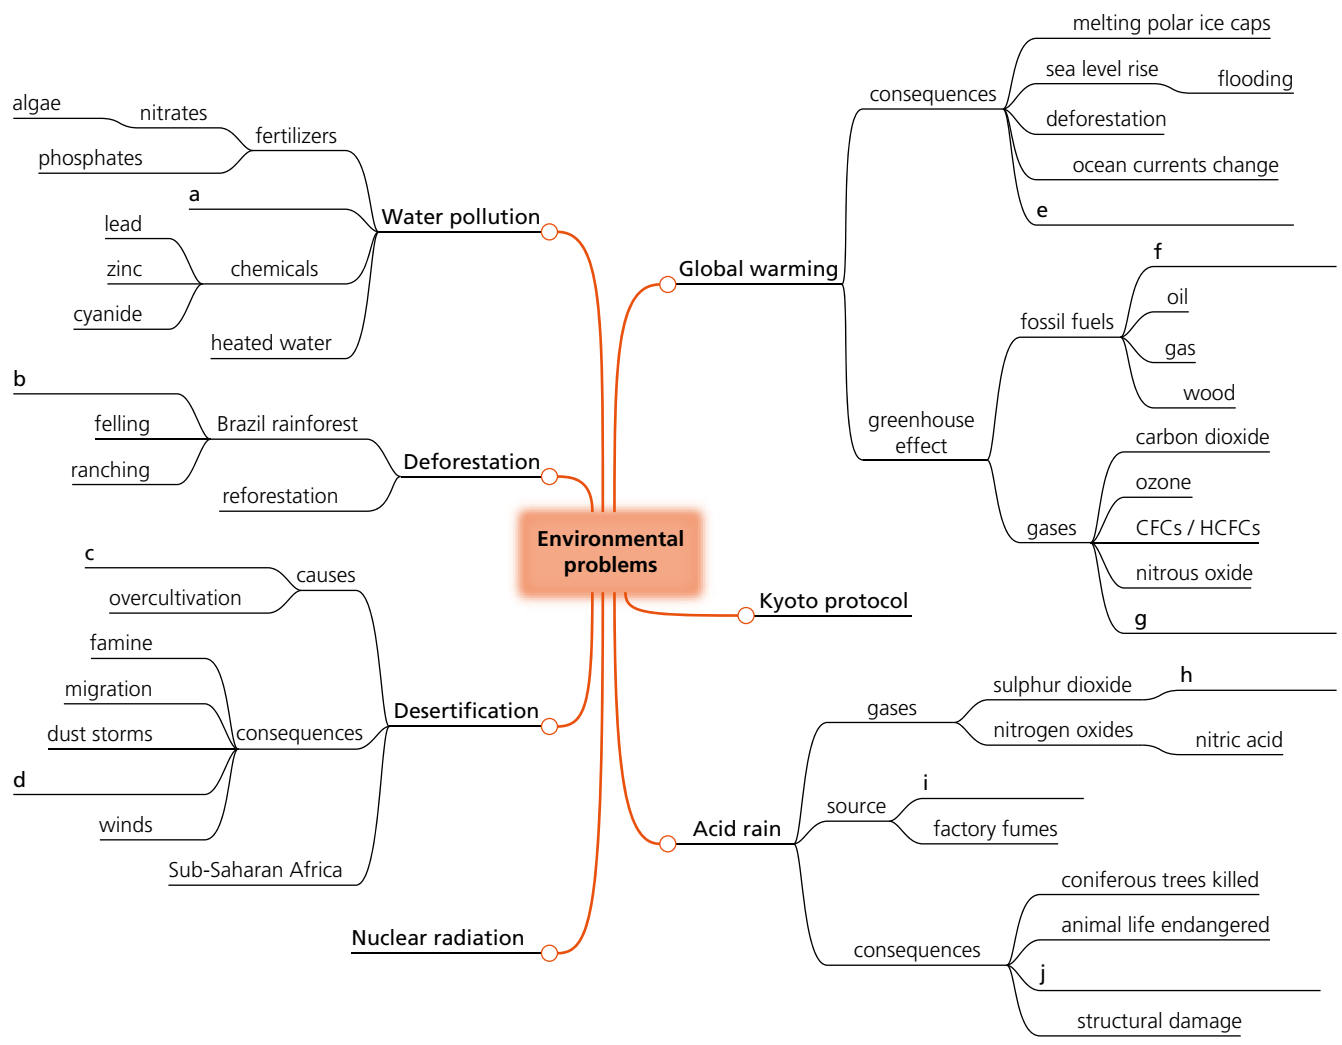 algae
nitrates
phosphates
fertilizers
a
lead
zinc
cyanide
chemicals
heated water
Water pollution
b
felling
ranching
Brazil rainforest
reforestation
Deforestation
c
overcultivation
causes
famine
migration
dust storms
d
winds
consequences
Sub-Saharan Africa
Desertification
Nuclear radiation
Environmental
problems
Global warming
consequences
melting polar ice caps
sea level rise
flooding
deforestation
ocean currents change
e
greenhouse
effect
fossil fuels
f
oil
gas
wood
gases
carbon dioxide
ozone
CFCs / HCFCs
nitrous oxide
g
Kyoto protocol
Acid rain
gases
sulphur dioxide
h
nitrogen oxides
nitric acid
source
i
factory fumes
consequences
coniferous trees killed
animal life endangered
j
structural damage